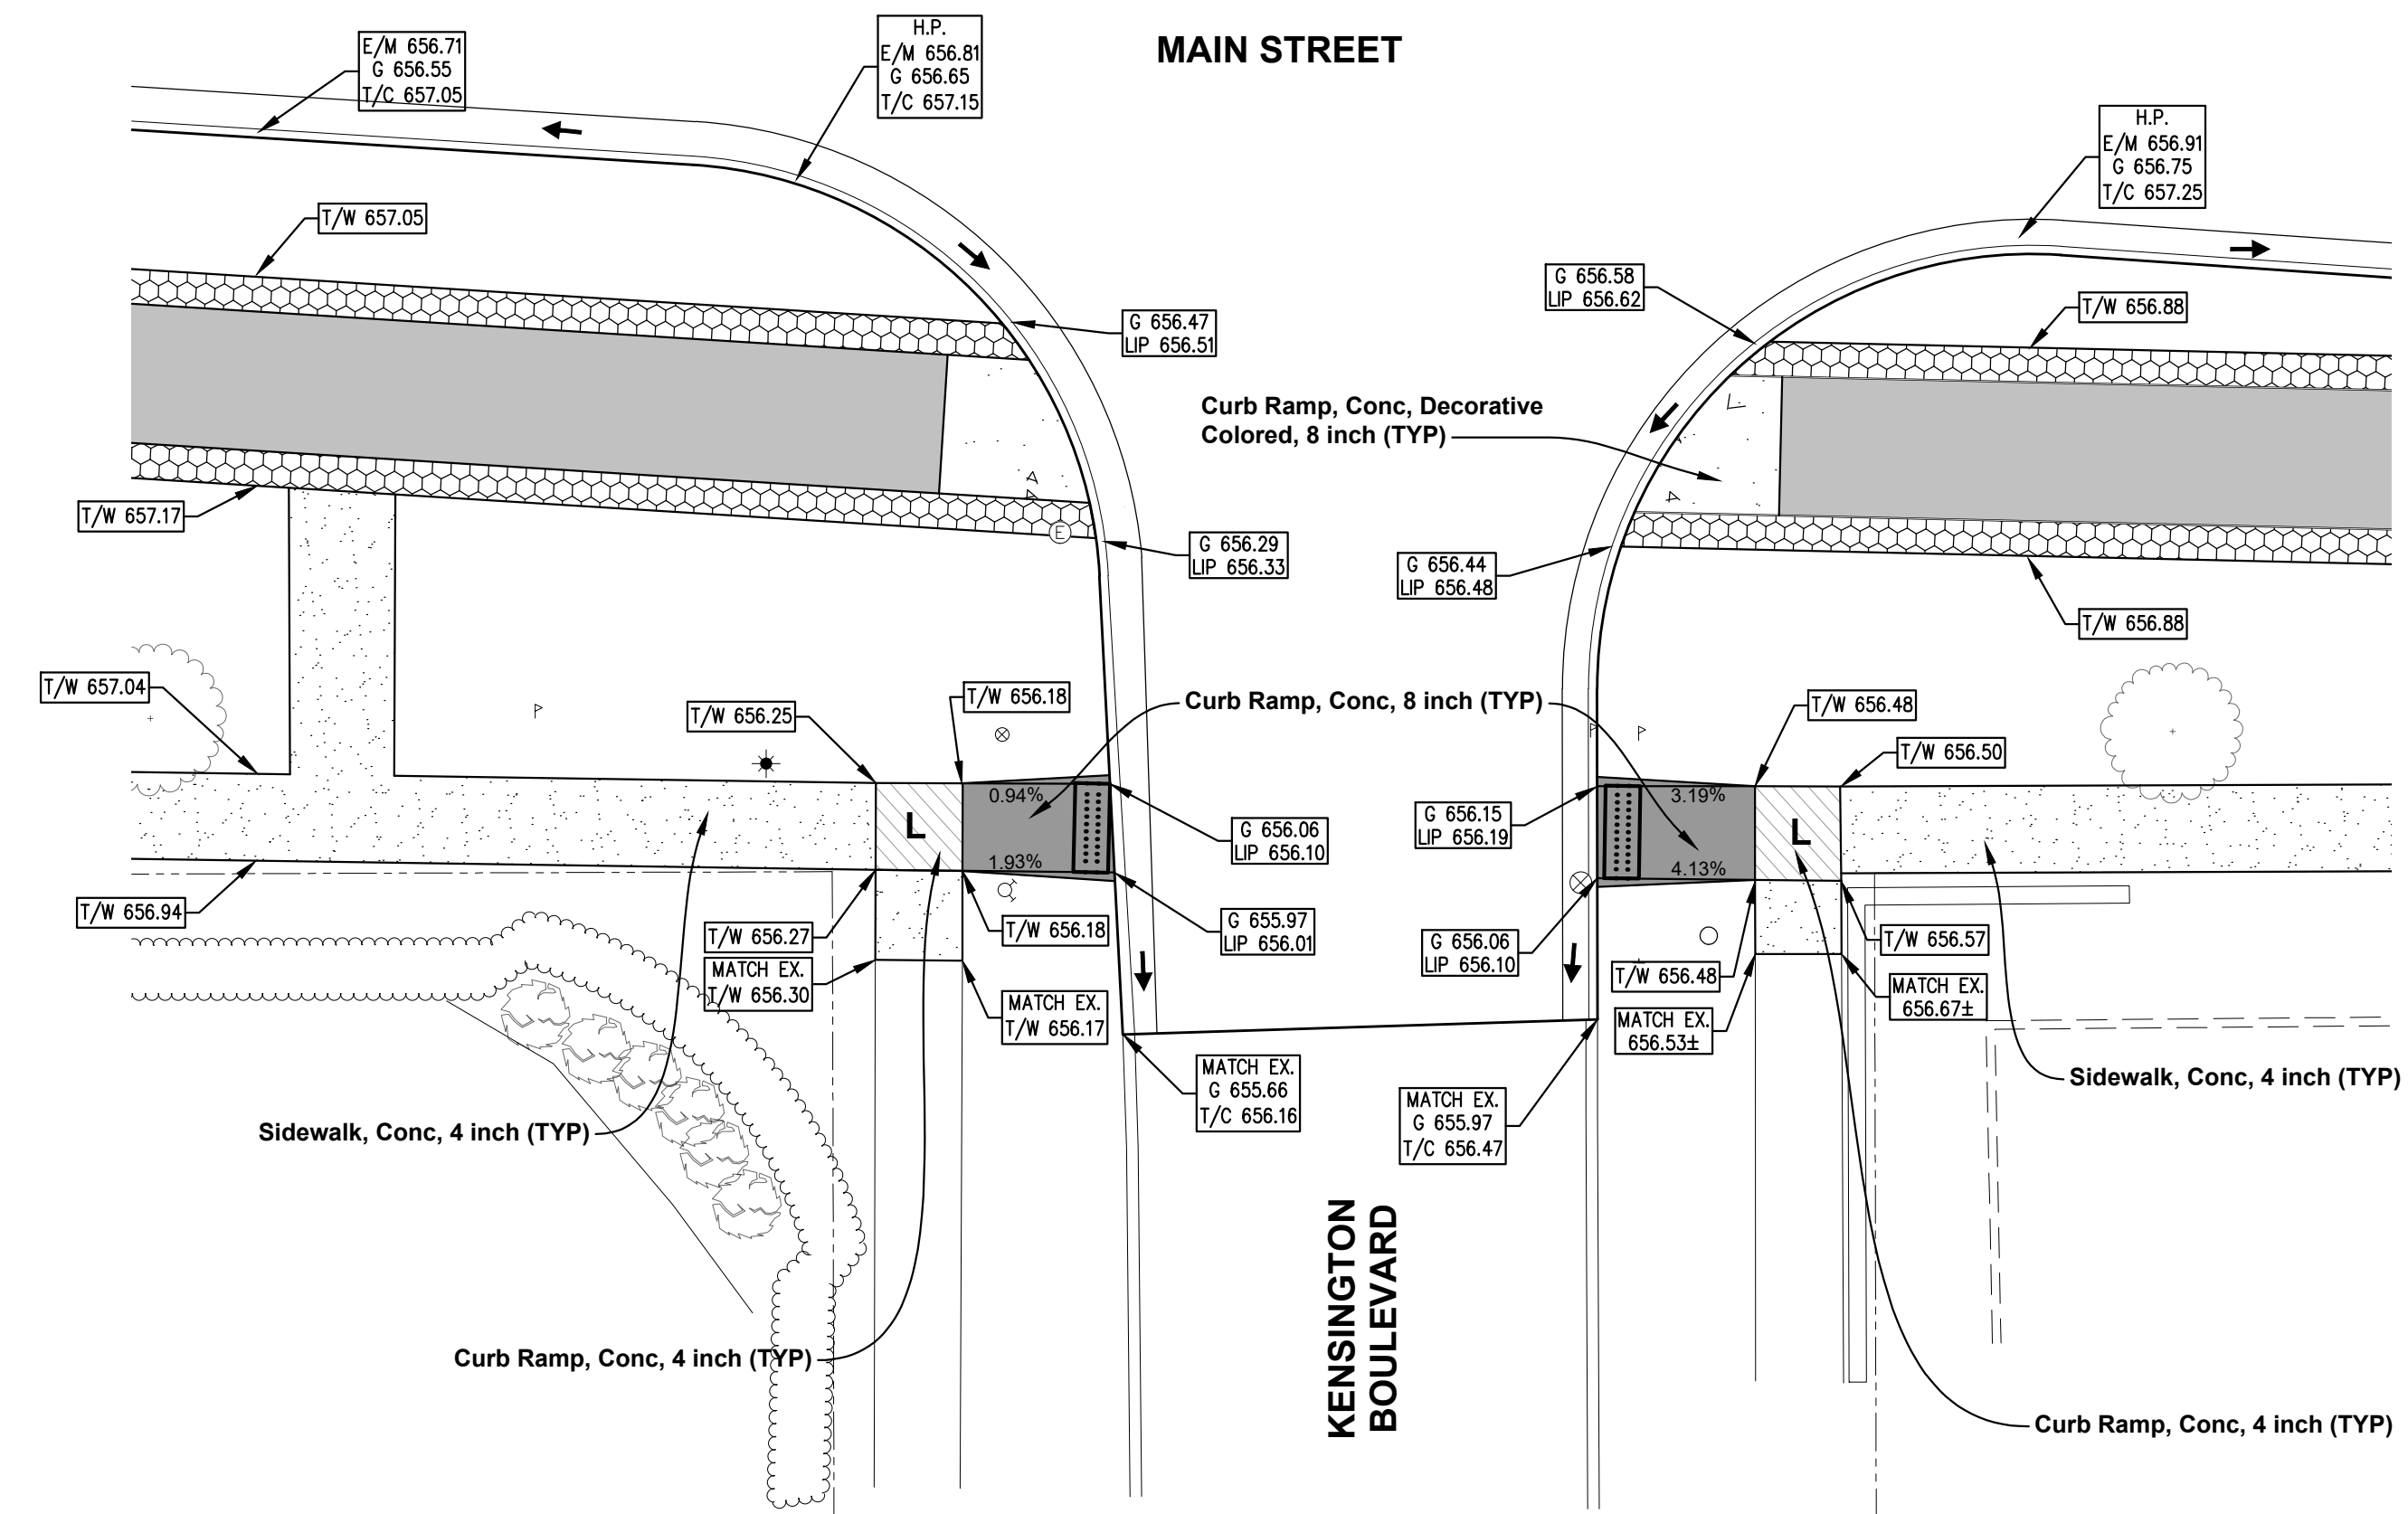 MAIN STREET
E/M 656.71
G 656.55
T/C 657.05
H.P.
E/M 656.81
G 656.65
T/C 657.15
H.P.
E/M 656.91
G 656.75
T/C 657.25
T/W 657.05
G 656.47
LIP 656.51
G 656.58
LIP 656.62
T/W 656.88
Curb Ramp, Conc, Decorative
Colored, 8 inch (TYP)
T/W 657.17
E
G 656.29
LIP 656.33
G 656.44
LIP 656.48
T/W 656.88
T/W 657.04
T/W 656.25
T/W 656.18
Curb Ramp, Conc, 8 inch (TYP)
T/W 656.48
T/W 656.50
0.94%
3.19%
L
L
G 656.06
LIP 656.10
G 656.15
LIP 656.19
1.93%
4.13%
T/W 656.94
T/W 656.27
T/W 656.18
G 655.97
LIP 656.01
G 656.06
LIP 656.10
T/W 656.48
T/W 656.57
MATCH EX.
T/W 656.30
MATCH EX.
T/W 656.17
MATCH EX.
656.53±
MATCH EX.
656.67±
MATCH EX.
G 655.66
T/C 656.16
MATCH EX.
G 655.97
T/C 656.47
Sidewalk, Conc, 4 inch (TYP)
Sidewalk, Conc, 4 inch (TYP)
KENSINGTON
BOULEVARD
Curb Ramp, Conc, 4 inch (TYP)
Curb Ramp, Conc, 4 inch (TYP)